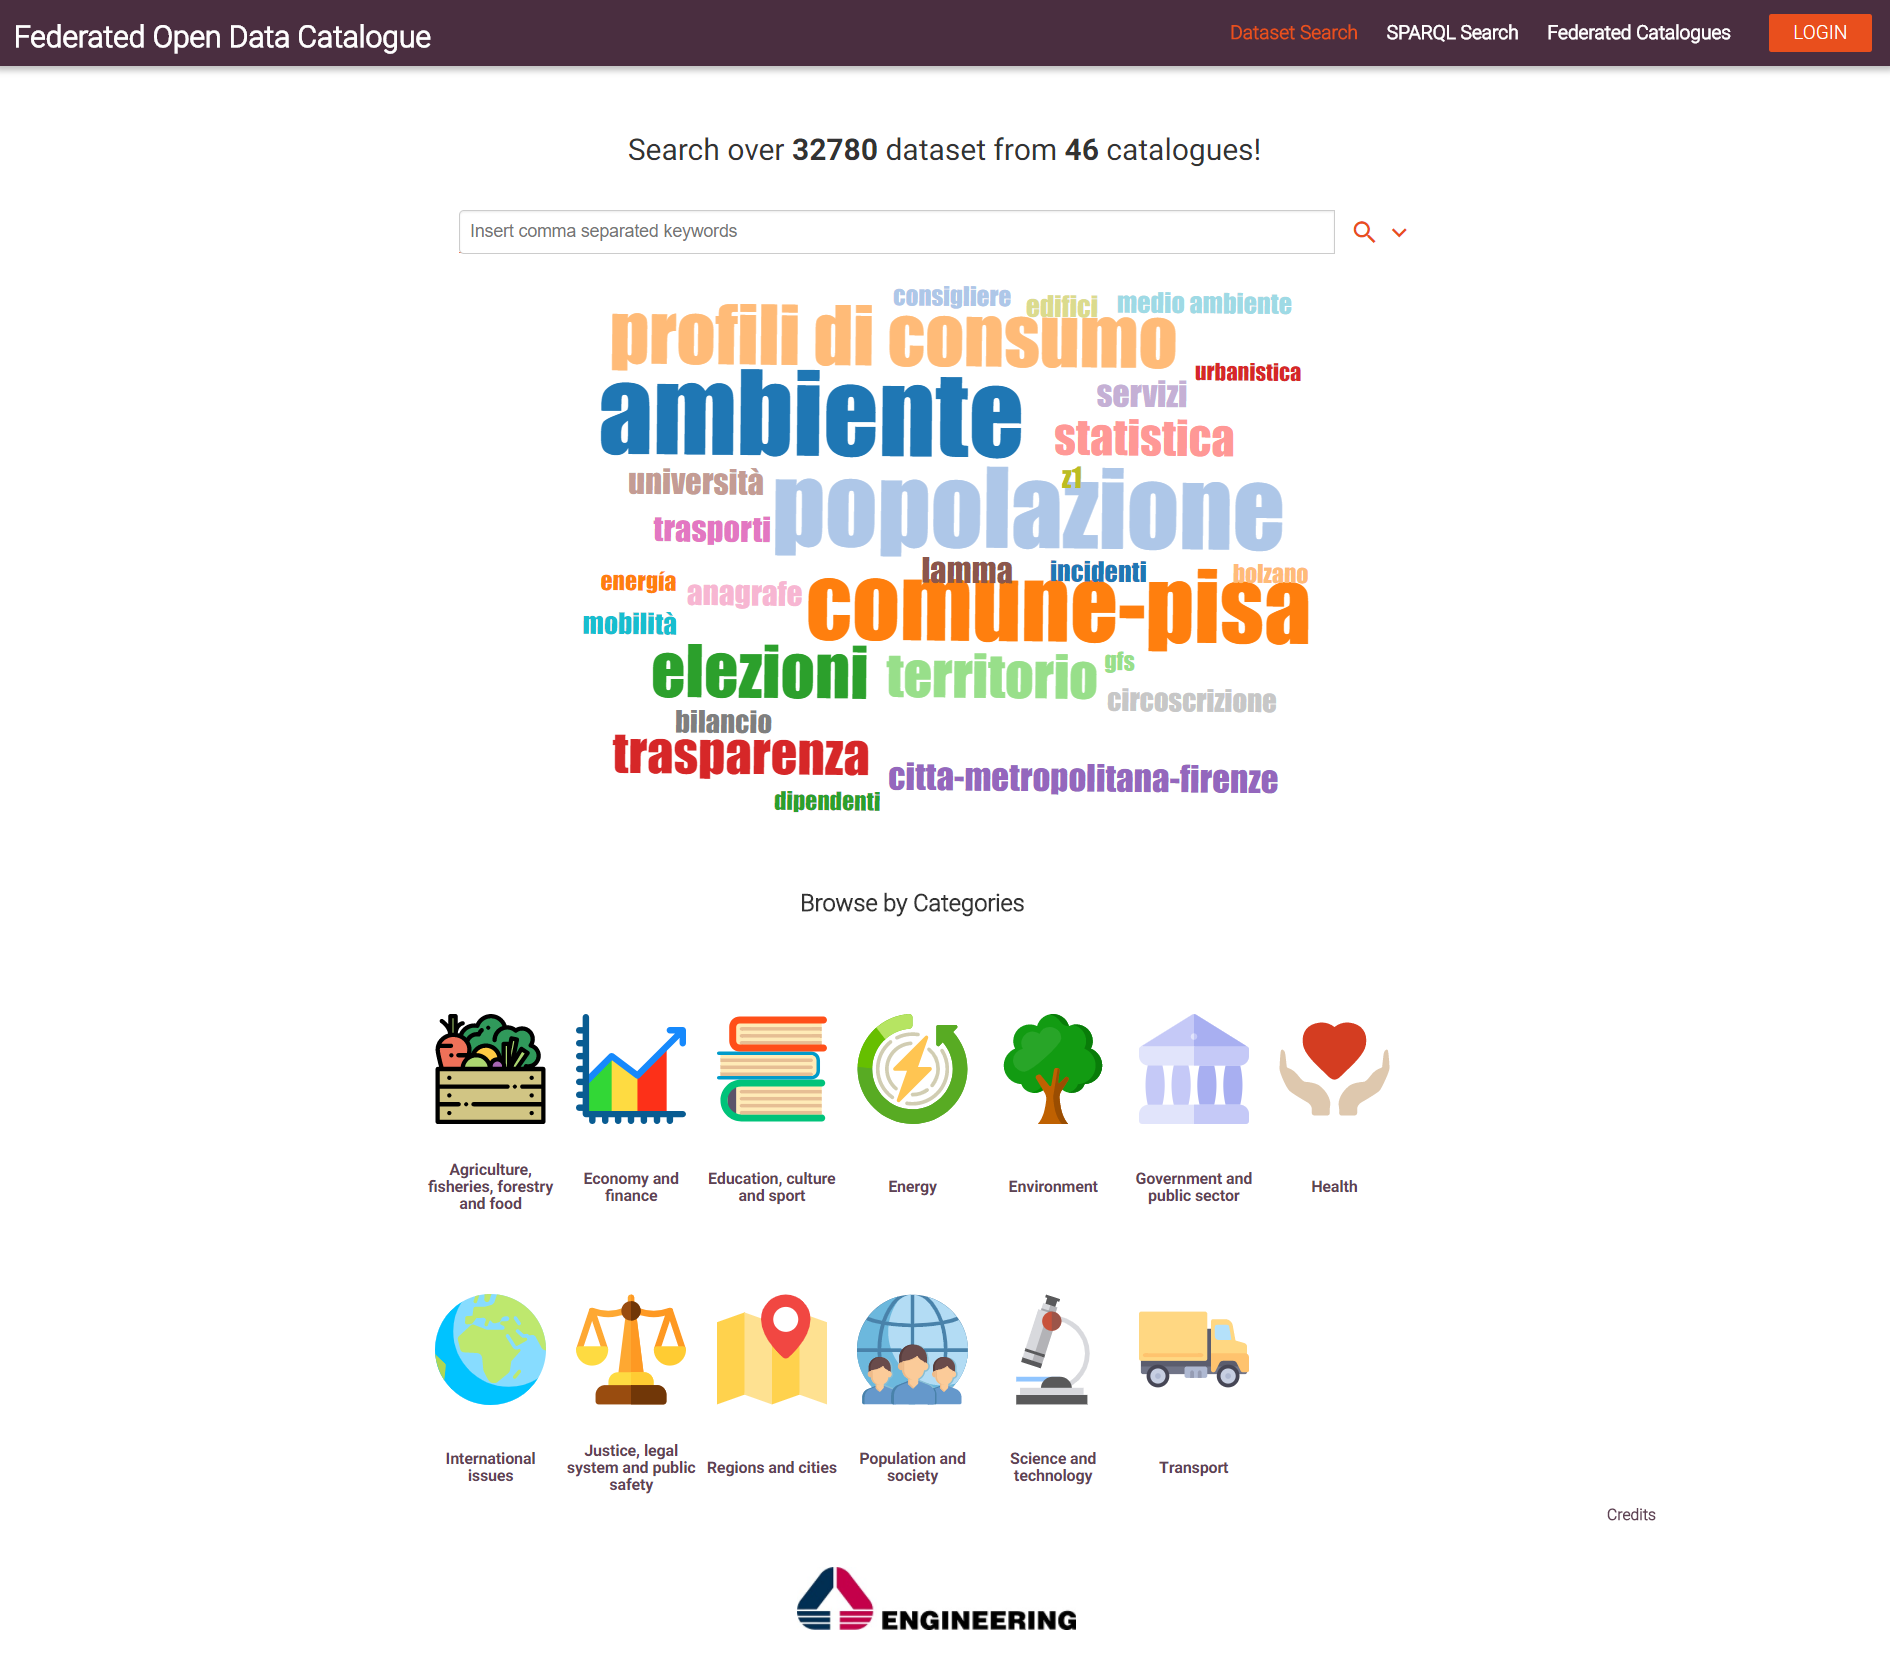 Federated Open Data Catalogue
Dataset Search SPARQL Search Federated Catalogues LOGIN
Search over 32780 dataset from 46 catalogues!
Insert comma separated keywords
consigliere edifici medio ambiente
profili di consumo
urbanistica
ambiente servizi
statistica
università z1
popolazione
trasporti
lamma incidenti bolzano
energía anagrafe comune-pisa
mobilità
elezioni territorio gfs
circoscrizione
bilancio
trasparenza
citta-metropolitana-firenze
dipendenti
Browse by Categories
Agriculture,
fisheries, forestry
and food
Economy and
finance
Education, culture
and sport
Energy
Environment
Government and
public sector
Health
International
issues
Justice, legal
system and public
safety
Regions and cities
Population and
society
Science and
technology
Transport
Credits
ENGINEERING